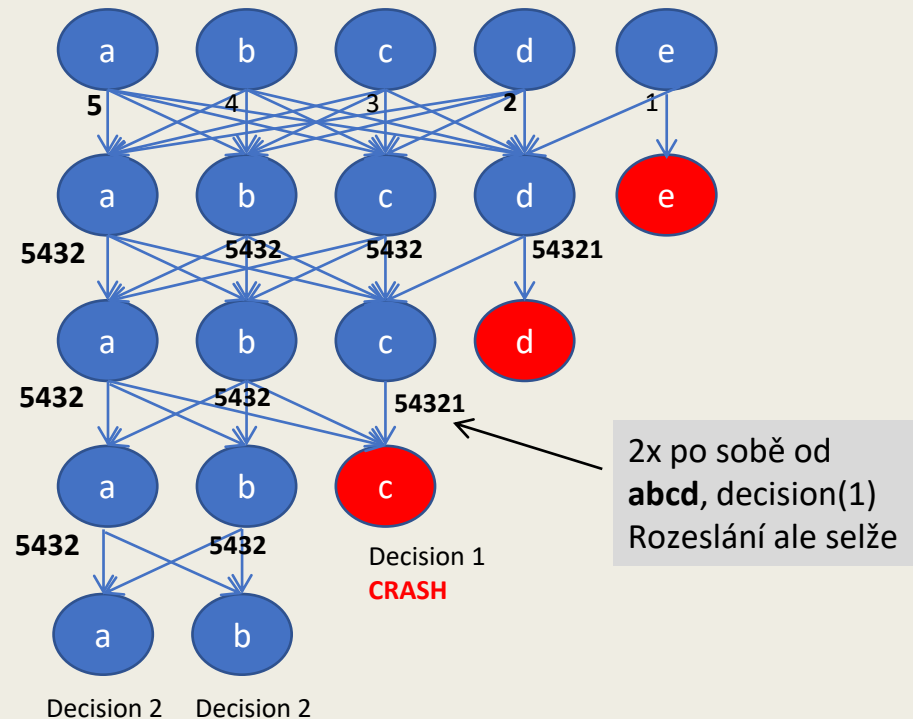 a b c d e
5 4 3 2 1
a b c d e
5432 5432 5432 54321
a b c d
5432 5432 54321
a b c
2x po sobě od
abcd, decision(1)
Rozeslání ale selže
5432 5432
Decision 1
CRASH
a b
Decision 2 Decision 2